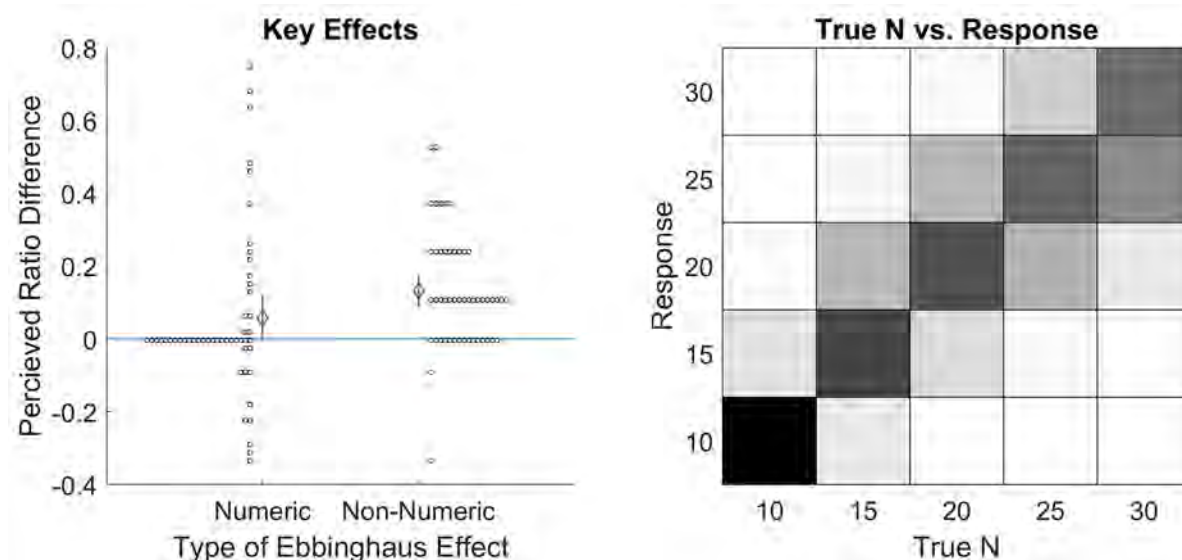 Key Effects
0.8
0.6
0.4
0.2
0
-0.2
-0.4
Percieved Ratio Difference
Numeric Non-Numeric
Type of Ebbinghaus Effect
True N vs. Response
30
25
20
15
10
Response
10 15 20 25 30
True N